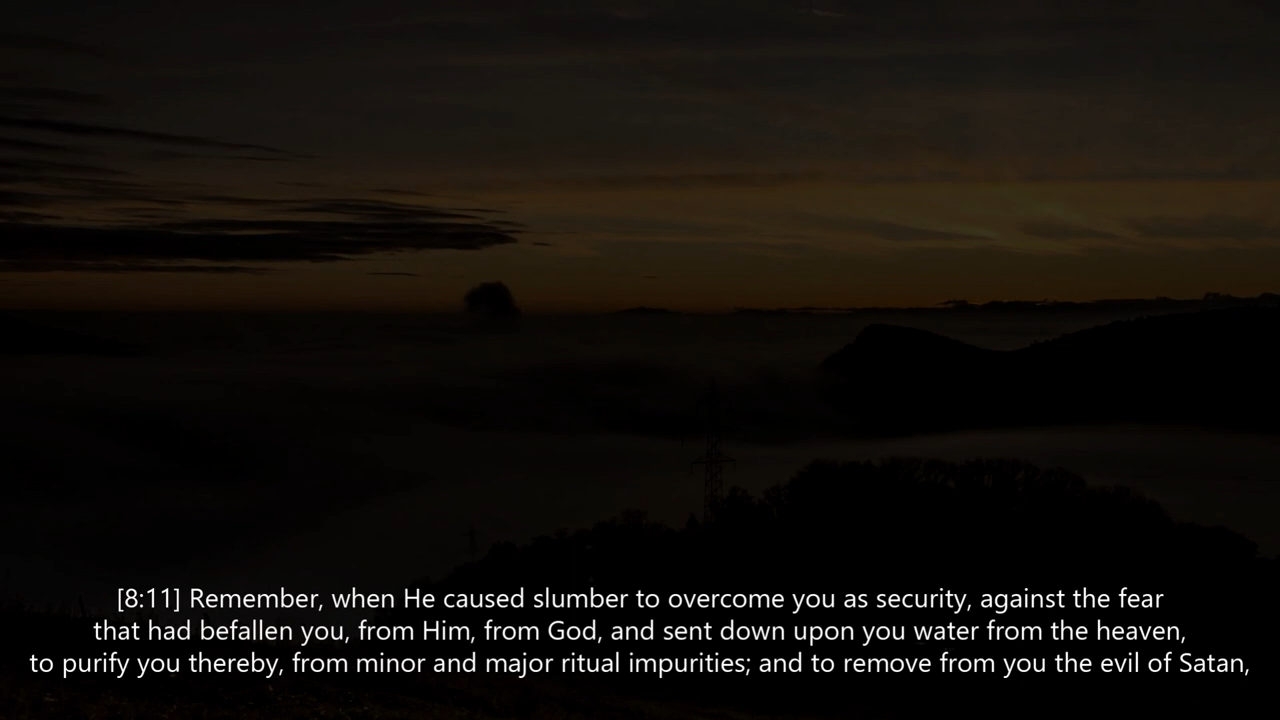 [8:11] Remember, when He caused slumber to overcome you as security, against the fear
that had befallen you, from Him, from God, and sent down upon you water from the heaven,
to purify you thereby, from minor and major ritual impurities; and to remove from you the evil of Satan,